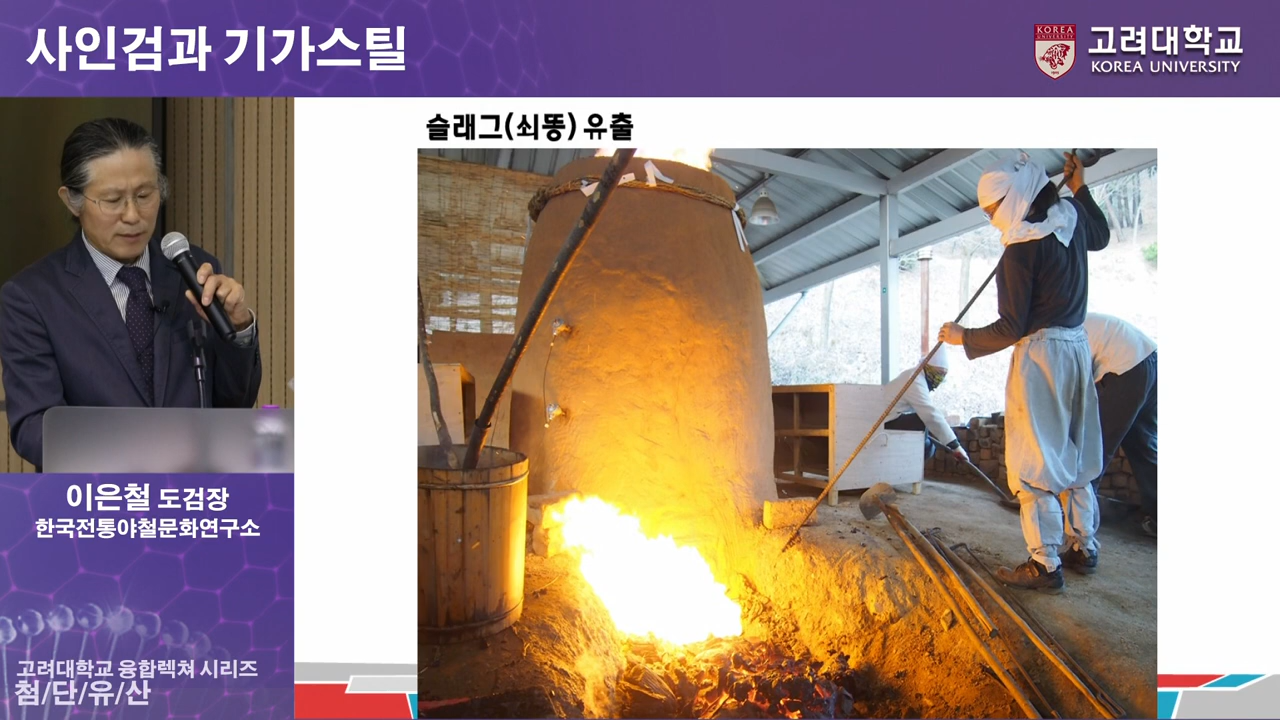 사인검과 기가스틸
KOREA
UNIVERSITY
1905
고려대학교
KOREA UNIVERSITY
슬래그(쇠똥) 유출
이은철 도검장
한국전통야철문화연구소
고려대학교 융합렉쳐 시리즈
첨/단/유/산